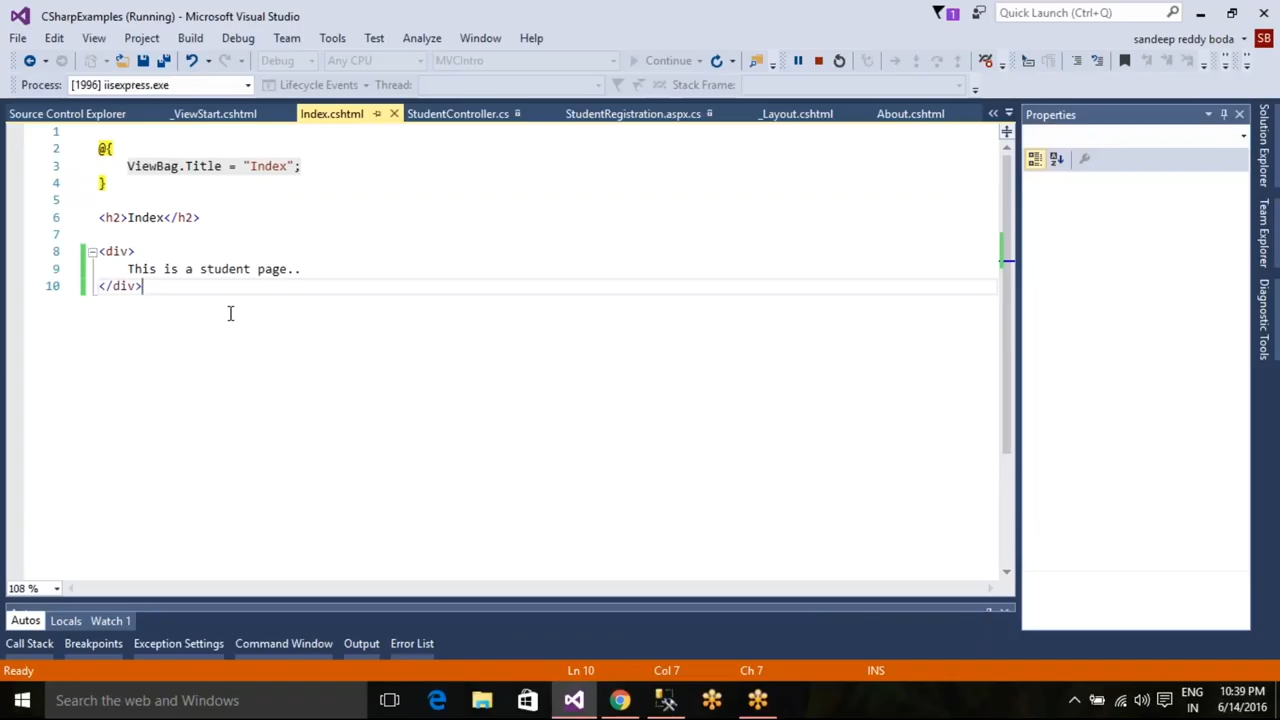 CSharpExamples (Running) - Microsoft Visual Studio
1
Quick Launch (Ctrl+Q)
File Edit View Project Build Debug Team Tools Test Analyze Window Help
sandeep reddy boda SB
Debug Any CPU MVCIntro Continue
Process: [1996] iisexpress.exe Lifecycle Events Thread: Stack Frame:
Source Control Explorer _ViewStart.cshtml Index.cshtml StudentController.cs StudentRegistration.aspx.cs _Layout.cshtml About.cshtml
Properties
1
2 @{
3 ViewBag.Title = "Index";
4 }
5
6 <h2>Index</h2>
7
8 <div>
9 This is a student page..
10 </div>
Solution Explorer
Team Explorer
Diagnostic Tools
108 %
Autos Locals Watch 1
Call Stack Breakpoints Exception Settings Command Window Output Error List
Ready Ln 10 Col 7 Ch 7 INS
Search the web and Windows
ENG
IN
10:39 PM
6/14/2016